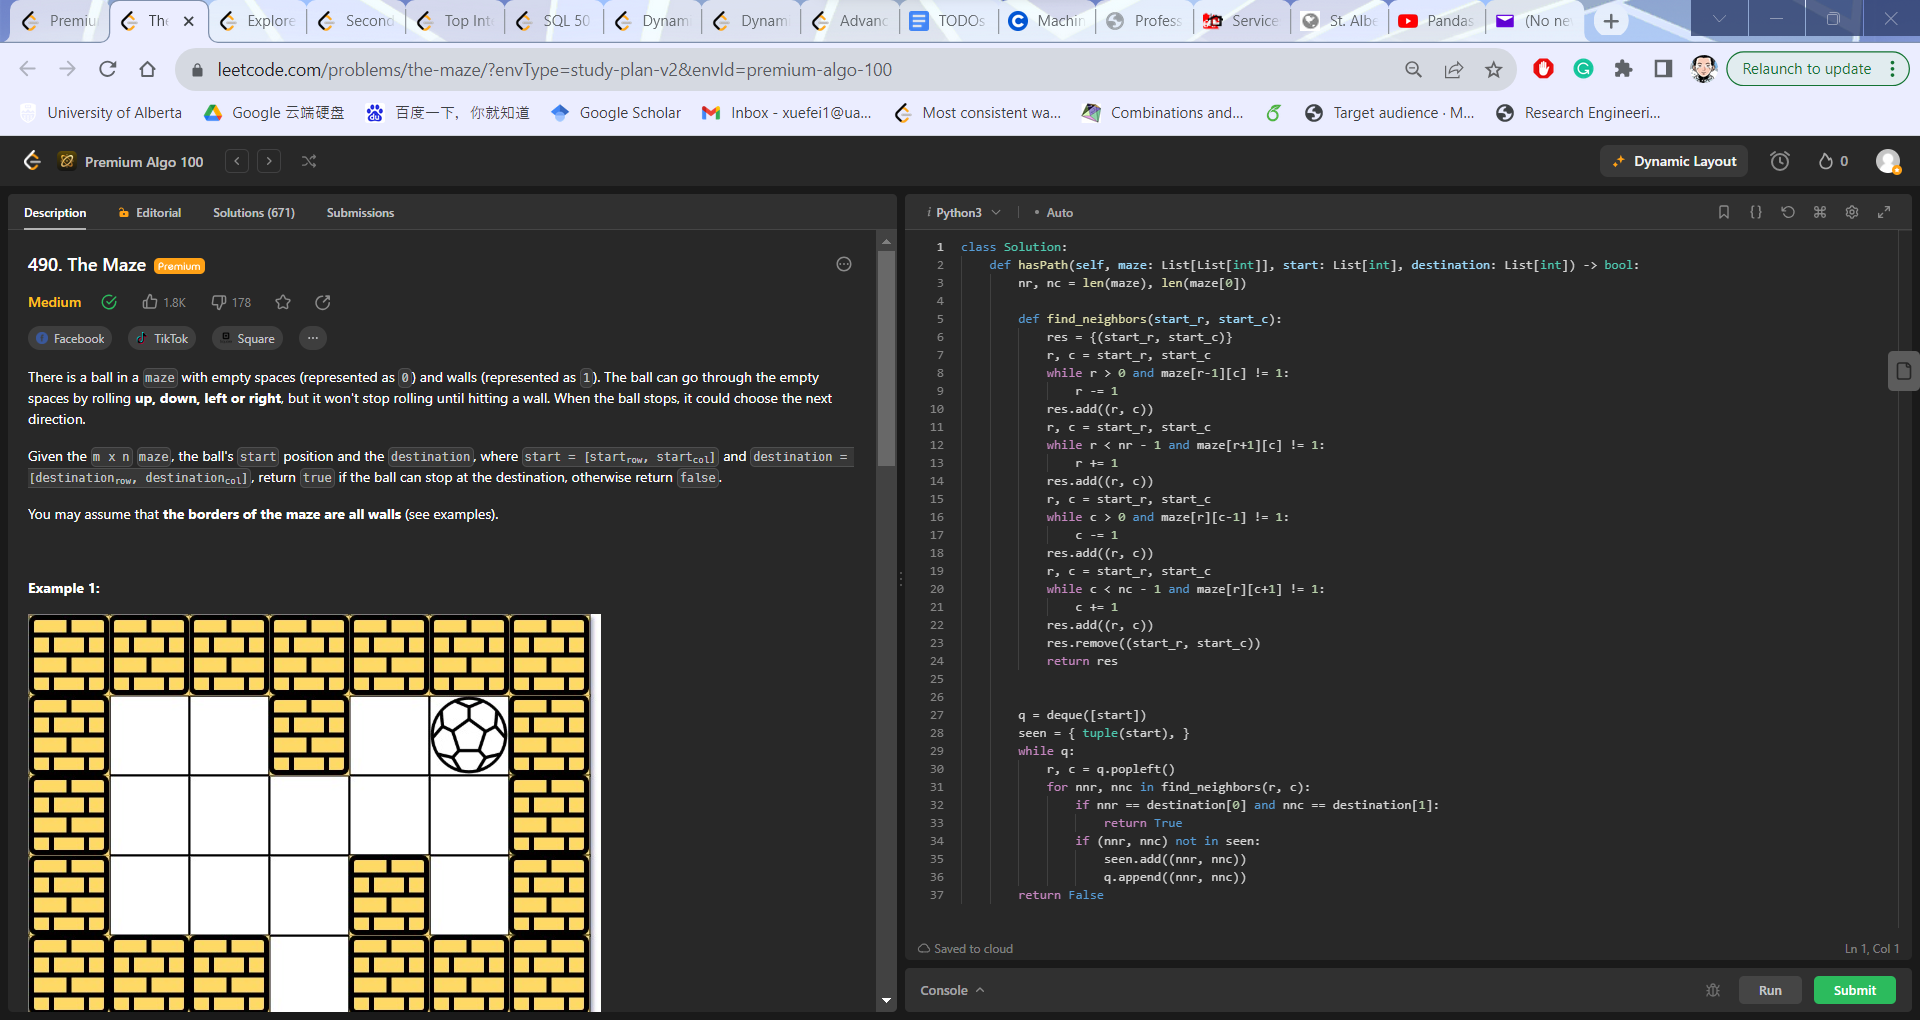 Premiu
The
Explore
Second
Top Inte
SQL 50
Dynam
Dynam
Advanc
TODOs
Machin
Profess
Service
St. Albe
Pandas
(No ne
leetcode.com/problems/the-maze/?envType=study-plan-v2&envId=premium-algo-100
Relaunch to update
University of Alberta
Google 云端硬盘
百度一下，你就知道
Google Scholar
Inbox - xuefei1@ua...
Most consistent wa...
Combinations and...
Target audience · M...
Research Engineeri...
Premium Algo 100
Dynamic Layout
0
Description
Editorial
Solutions (671)
Submissions
490. The Maze Premium
Medium
1.8K
178
Facebook
TikTok
Square
There is a ball in a maze with empty spaces (represented as 0) and walls (represented as 1). The ball can go through the empty
spaces by rolling up, down, left or right, but it won't stop rolling until hitting a wall. When the ball stops, it could choose the next
direction.
Given the m x n maze, the ball's start position and the destination, where start = [startrow, startcol] and destination =
[destinationrow, destinationcol], return true if the ball can stop at the destination, otherwise return false.
You may assume that the borders of the maze are all walls (see examples).
Example 1:
Python3
• Auto
1 class Solution:
2 def hasPath(self, maze: List[List[int]], start: List[int], destination: List[int]) -> bool:
3 nr, nc = len(maze), len(maze[0])
4
5 def find_neighbors(start_r, start_c):
6 res = {(start_r, start_c)}
7 r, c = start_r, start_c
8 while r > 0 and maze[r-1][c] != 1:
9 r -= 1
10 res.add((r, c))
11 r, c = start_r, start_c
12 while r < nr - 1 and maze[r+1][c] != 1:
13 r += 1
14 res.add((r, c))
15 r, c = start_r, start_c
16 while c > 0 and maze[r][c-1] != 1:
17 c -= 1
18 res.add((r, c))
19 r, c = start_r, start_c
20 while c < nc - 1 and maze[r][c+1] != 1:
21 c += 1
22 res.add((r, c))
23 res.remove((start_r, start_c))
24 return res
25
26
27 q = deque([start])
28 seen = { tuple(start), }
29 while q:
30 r, c = q.popleft()
31 for nnr, nnc in find_neighbors(r, c):
32 if nnr == destination[0] and nnc == destination[1]:
33 return True
34 if (nnr, nnc) not in seen:
35 seen.add((nnr, nnc))
36 q.append((nnr, nnc))
37 return False
Saved to cloud
Ln 1, Col 1
Console
Run
Submit